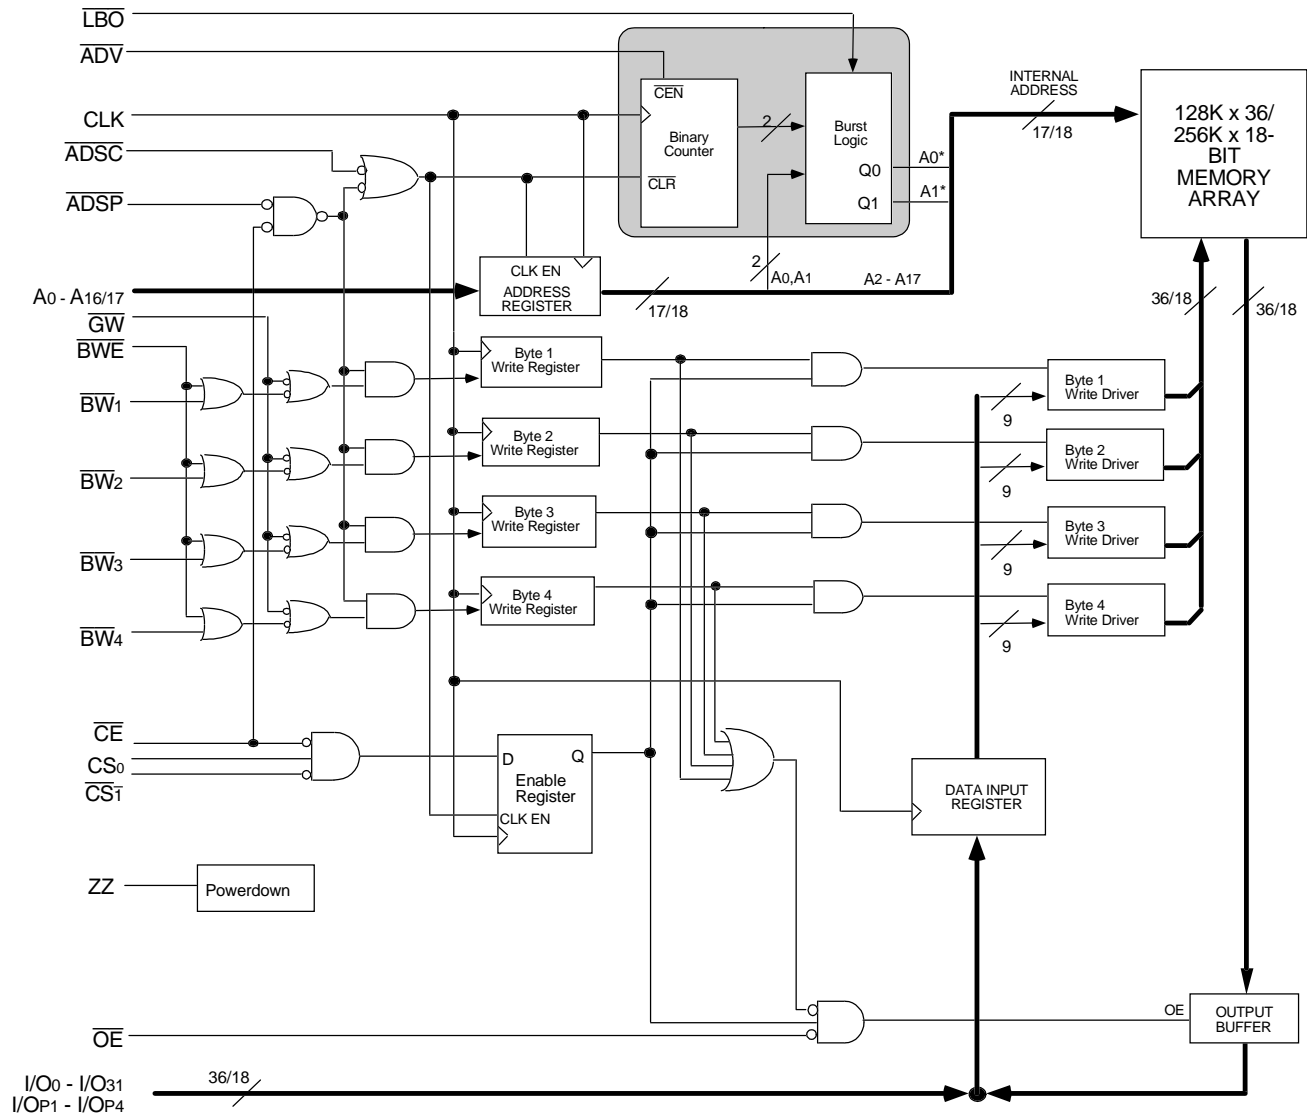 LBO
ADV
CLK
ADSC
ADSP
A0 - A16/17
GW
BWE
BW1
BW2
BW3
BW4
CE
CS0
CS1
ZZ
OE
I/O0 - I/O31
I/OP1 - I/OP4
36/18
CEN
Binary
Counter
CLR
2
Burst
Logic
Q0
Q1
A0*
A1*
2
A0,A1
A2 - A17
INTERNAL
ADDRESS
17/18
128K x 36/
256K x 18-
BIT
MEMORY
ARRAY
CLK EN
ADDRESS
REGISTER
17/18
36/18
36/18
Byte 1
Write Register
Byte 2
Write Register
Byte 3
Write Register
Byte 4
Write Register
Byte 1
Write Driver
9
Byte 2
Write Driver
9
Byte 3
Write Driver
9
Byte 4
Write Driver
9
D
Q
Enable
Register
CLK EN
DATA INPUT
REGISTER
Powerdown
OE
OUTPUT
BUFFER